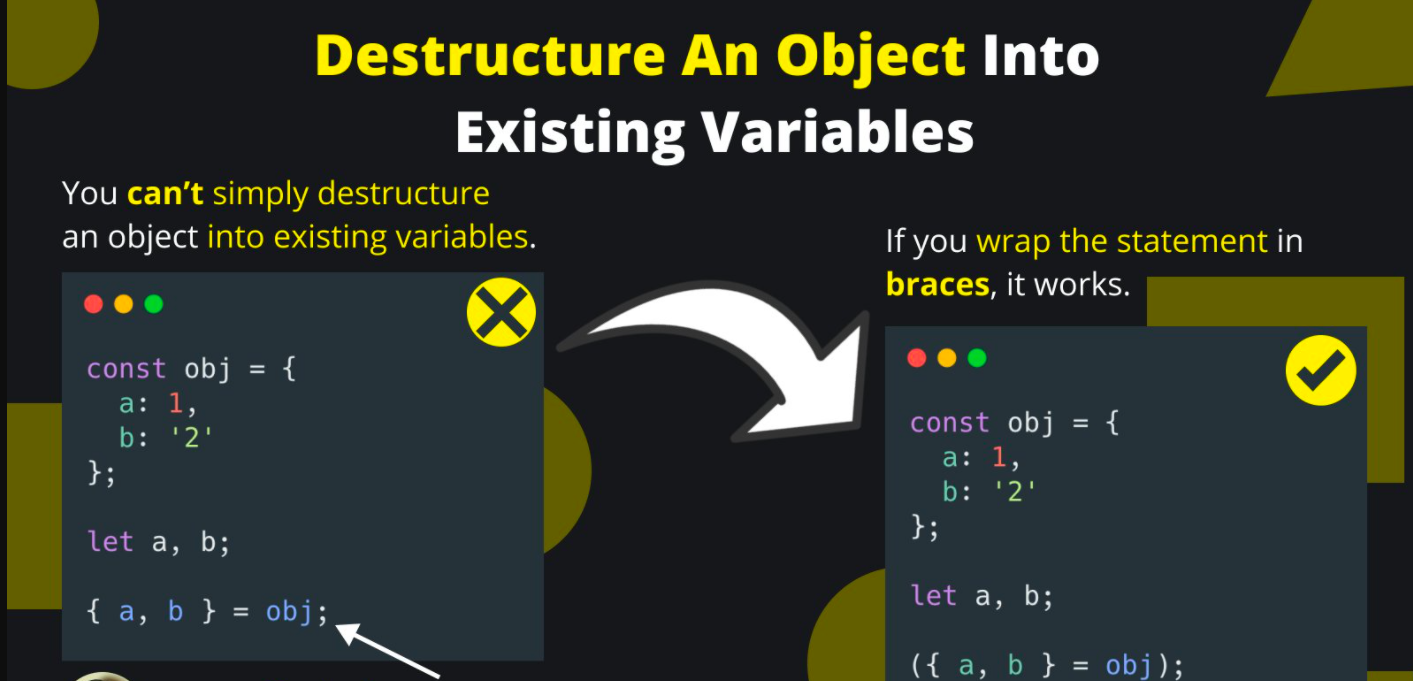 Destructure An Object Into
Existing Variables
You can’t simply destructure
an object into existing variables.
const obj = {
  a: 1,
  b: '2'
};
let a, b;
{ a, b } = obj;
If you wrap the statement in
braces, it works.
const obj = {
  a: 1,
  b: '2'
};
let a, b;
({ a, b } = obj);